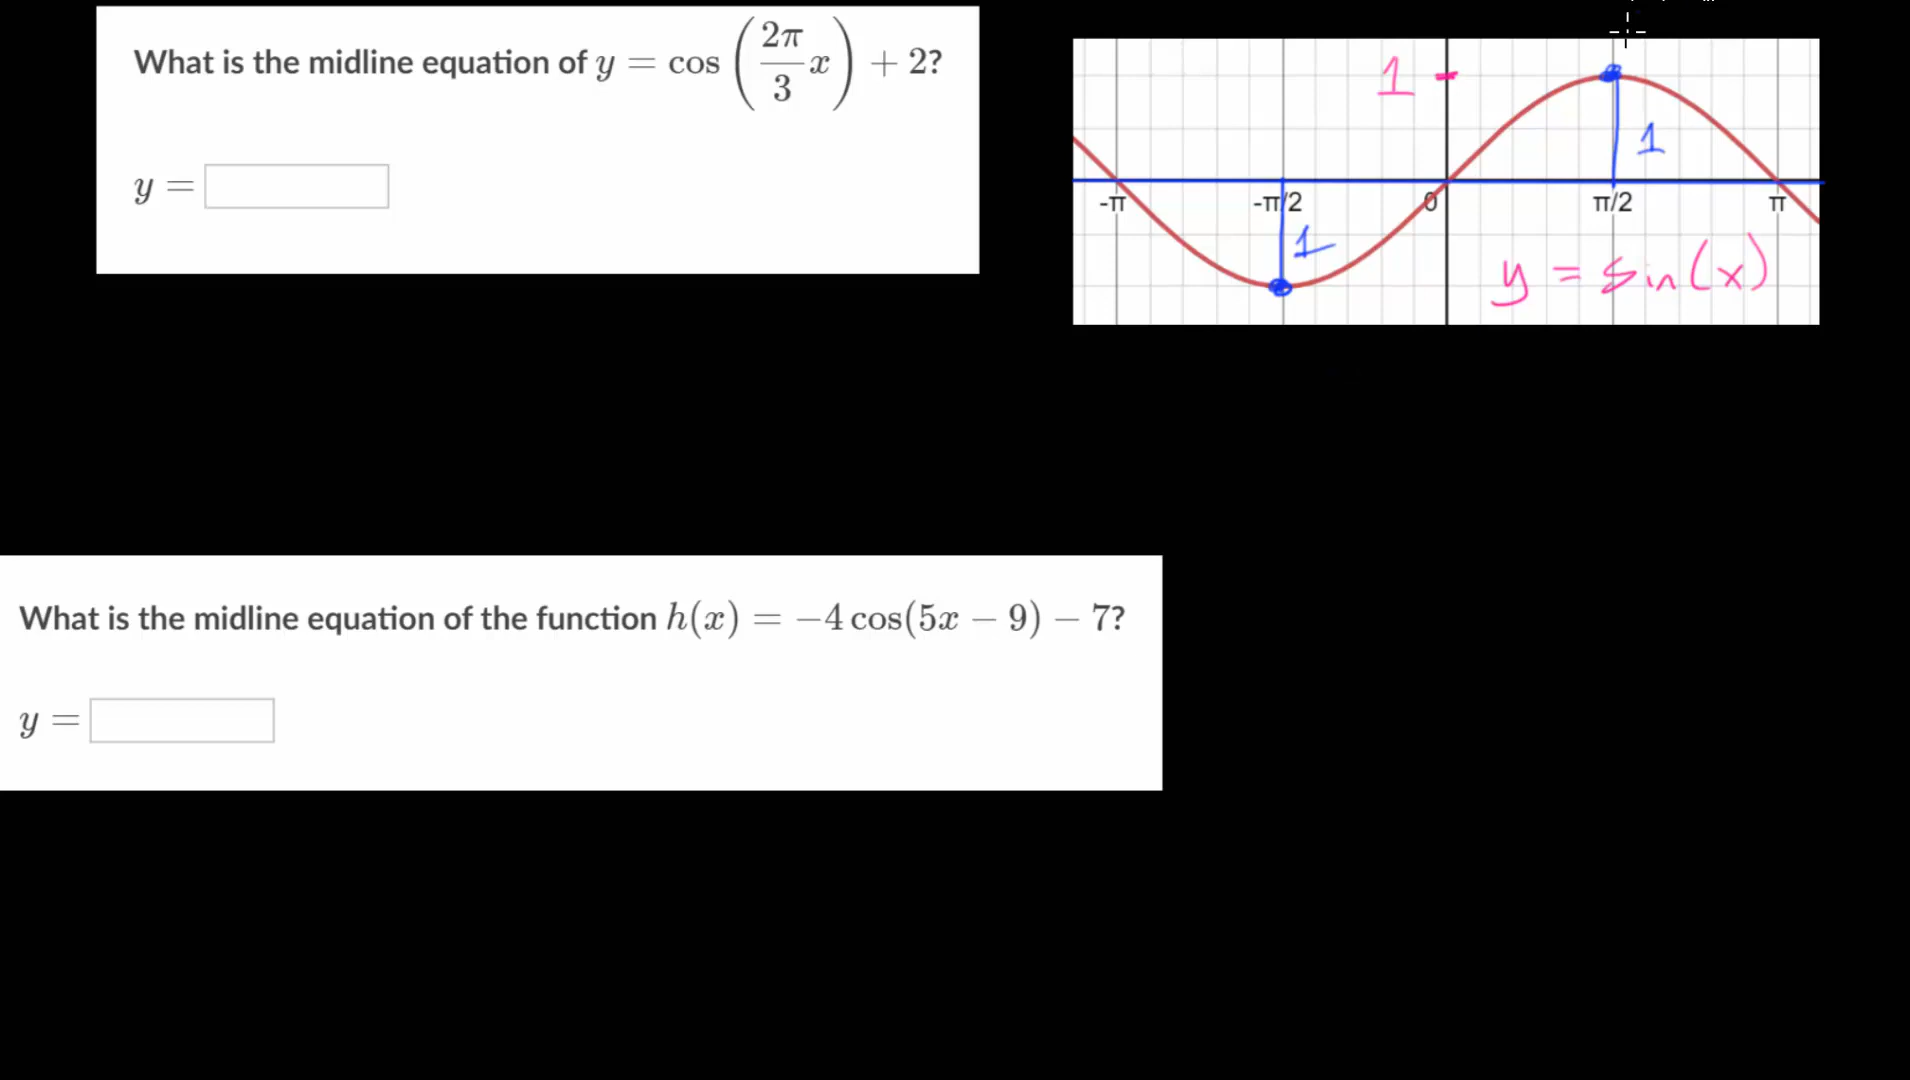 What is the midline equation of y = cos(2π/3 x) + 2?
y =
1
1
-π -π/2 0 π/2 π
1
y = sin(x)
What is the midline equation of the function h(x) = −4 cos(5x − 9) − 7?
y =